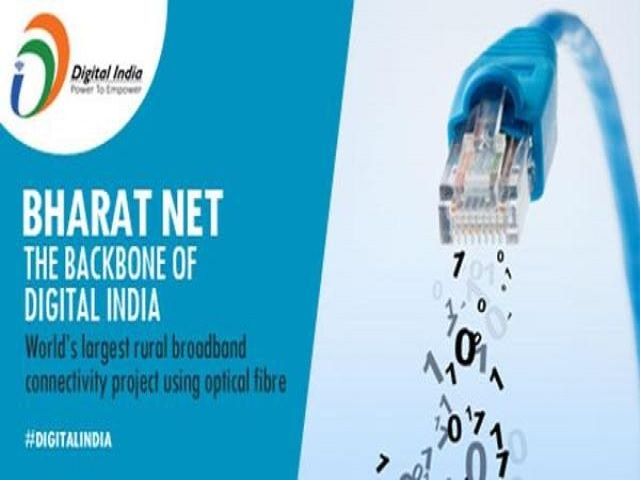 Digital India
Power To Empower
BHARAT NET
THE BACKBONE OF
DIGITAL INDIA
World's largest rural broadband
connectivity project using optical fibre
#DIGITALINDIA